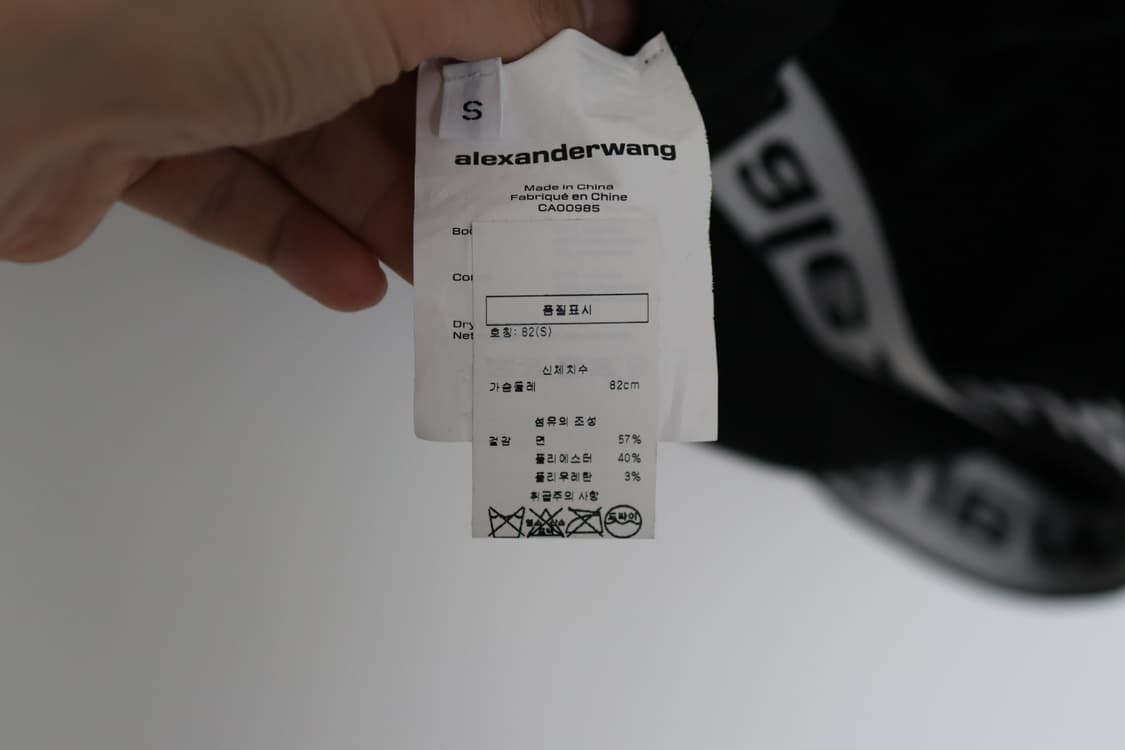 S
alexanderwang
Made in China
Fabriqué en Chine
CA00985
품질표시
호칭: 82(S)
신체치수
가슴둘레 82cm
섬유의 조성
겉감 면 57%
폴리에스터 40%
폴리우레탄 3%
취급주의 사항
드라이